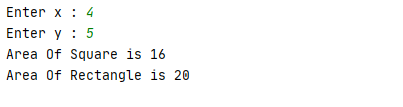 Enter x : 4
Enter y : 5
Area Of Square is 16
Area Of Rectangle is 20